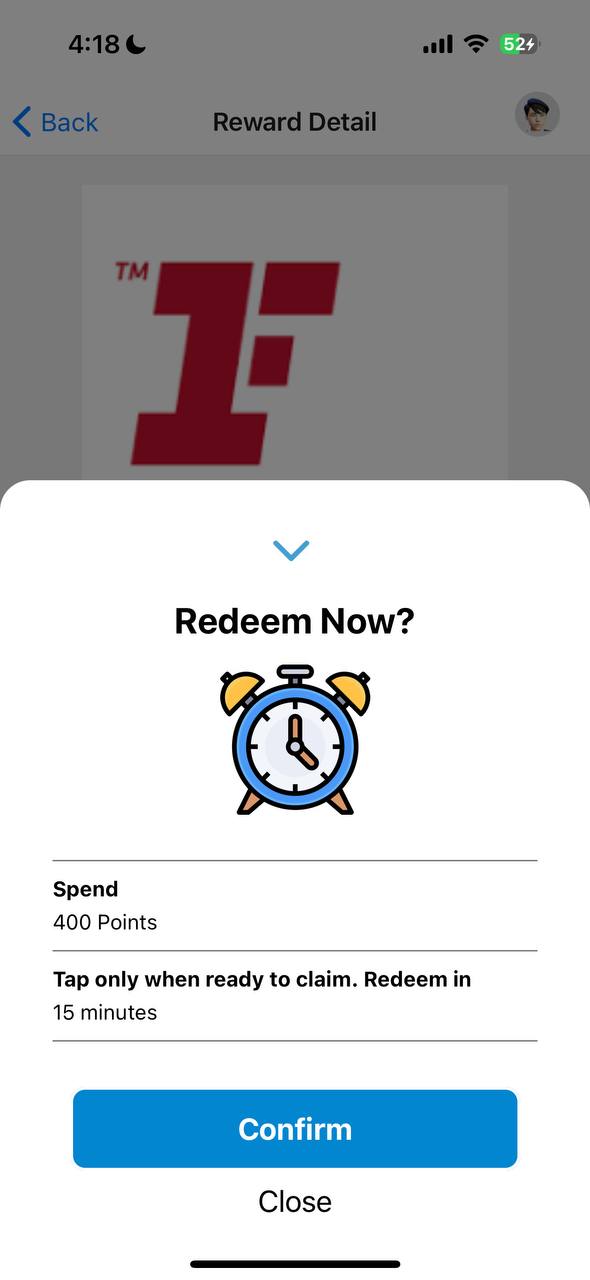 4:18
52
Back
Reward Detail
TM
1F
Redeem Now?
Spend
400 Points
Tap only when ready to claim. Redeem in
15 minutes
Confirm
Close